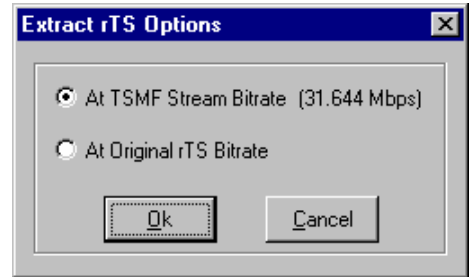 Extract rTS Options
At TSMF Stream Bitrate (31.644 Mbps)
At Original rTS Bitrate
Ok Cancel